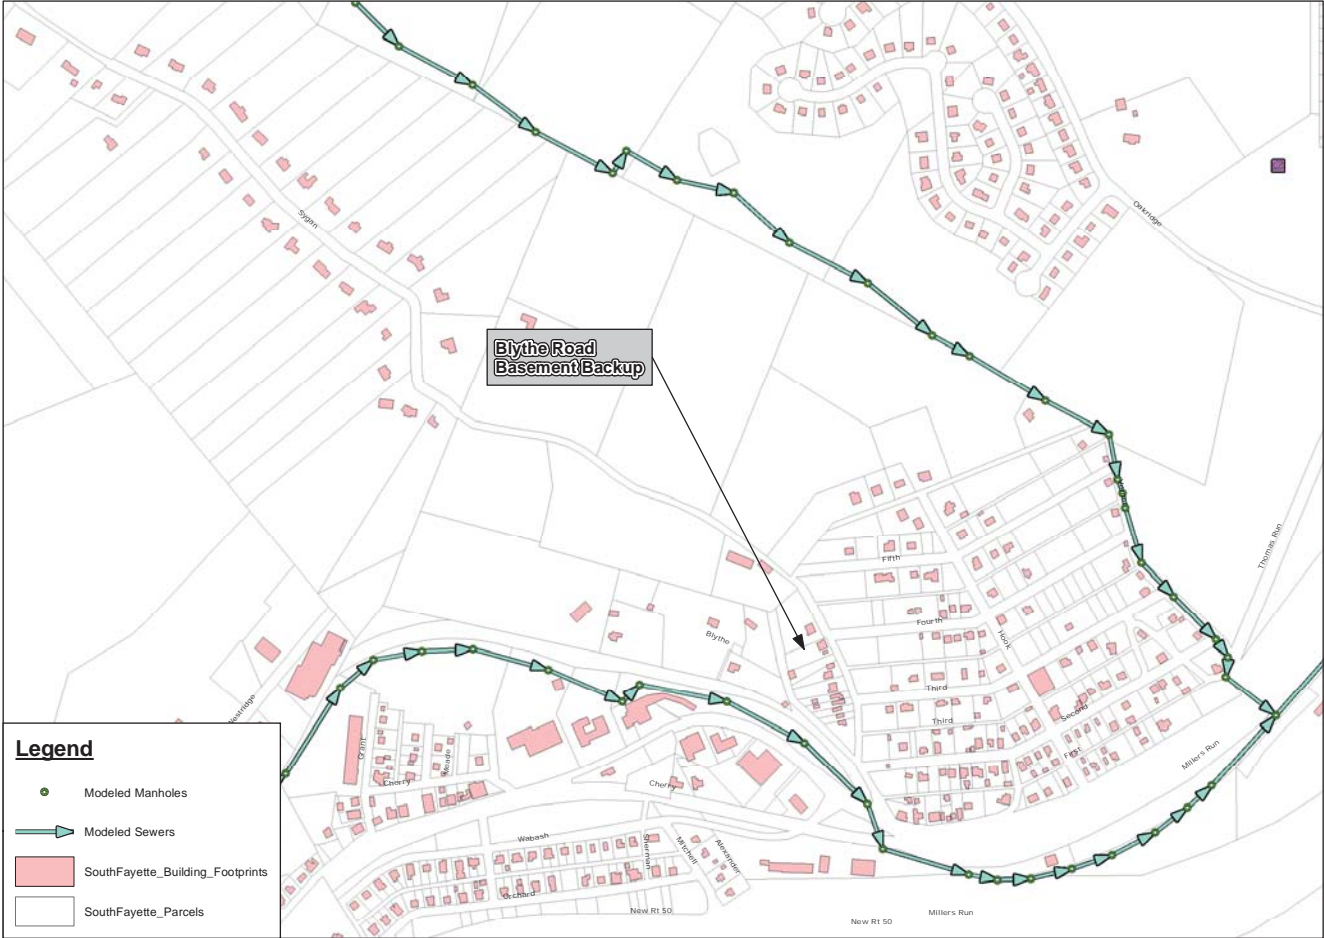 Oakridge
Sygan
Blythe Road
Basement Backup
Thomas Run
Fifth
Fourth
Hook
Blythe
Third
Third
Second
First
Millers Run
Grant
Meade
Cherry
Cherry
Wabash
Sherman
Mitchell
Alexander
Orchard
New Rt 50
New Rt 50
Millers Run
Legend
Modeled Manholes
Modeled Sewers
SouthFayette_Building_Footprints
SouthFayette_Parcels